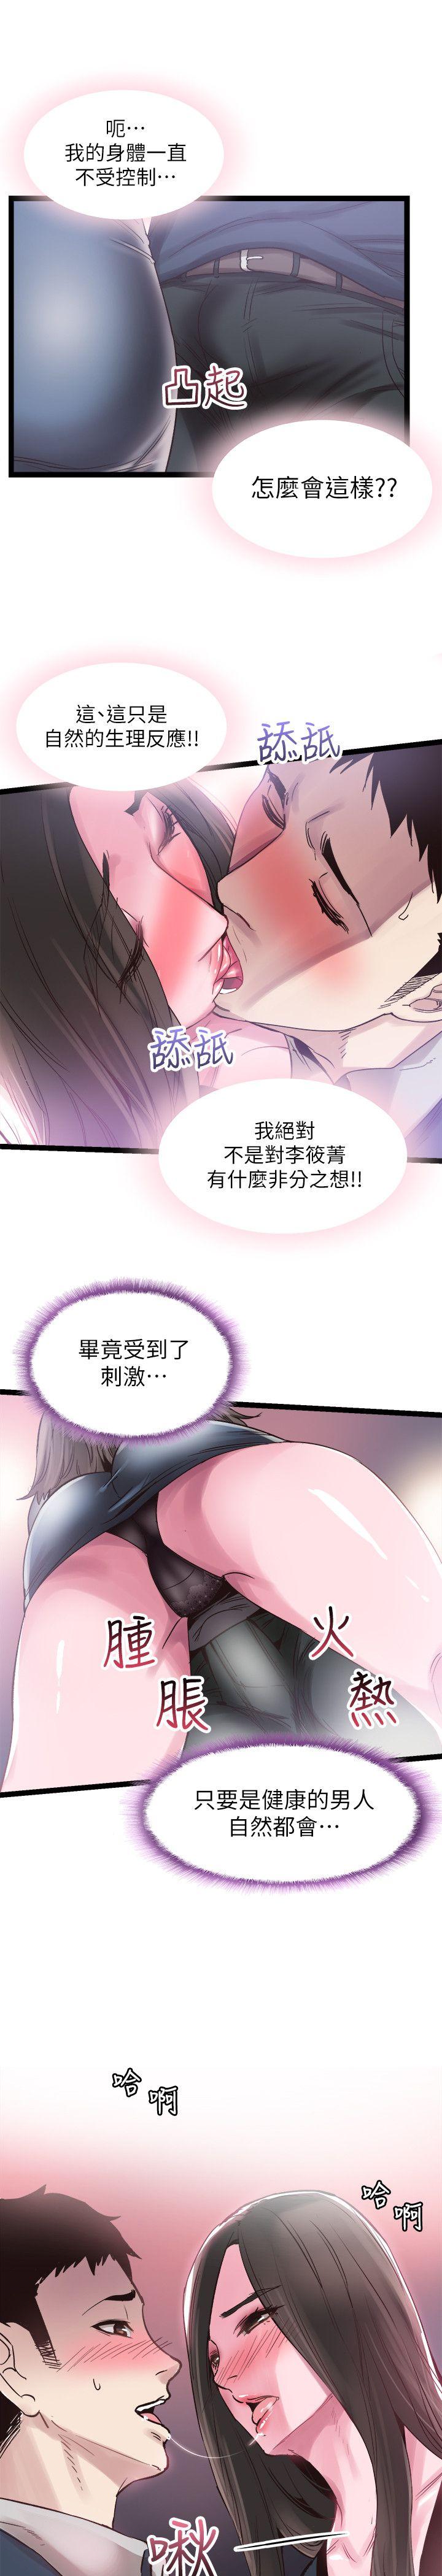 呃…
我的身體一直
不受控制…
凸起
怎麼會這樣??
這、這只是
自然的生理反應!!
舔舐
舔舐
我絕對
不是對李筱菁
有什麼非分之想!!
畢竟受到了
刺激…
腫脹
火熱
只要是健康的男人
自然都會…
哈啊
哈啊
啾